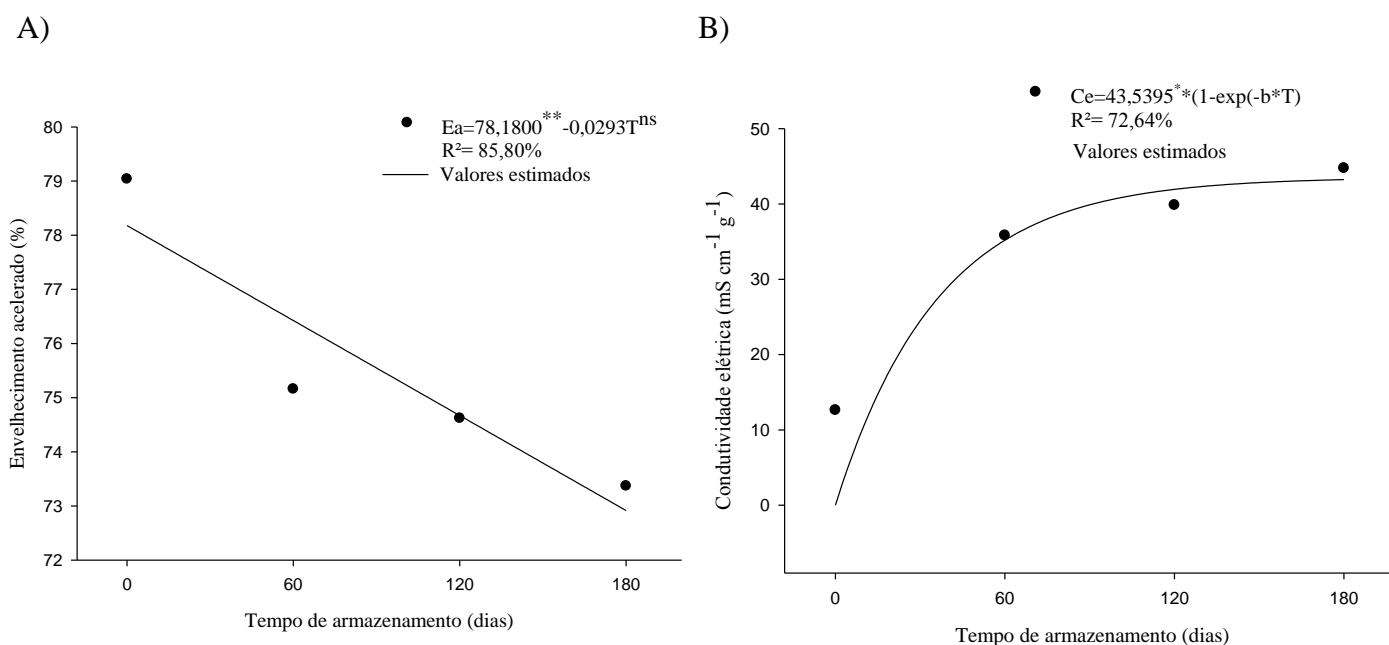 A)
Ea=78,1800**-0,0293Tns
R²= 85,80%
Valores estimados
80
79
78
77
76
75
74
73
72
0
60
120
180
Envelhecimento acelerado (%)
Tempo de armazenamento (dias)
B)
Ce=43,5395**(1-exp(-b*T)
R²= 72,64%
Valores estimados
50
40
30
20
10
0
0
60
120
180
Condutividade elétrica (mS cm-1 g-1)
Tempo de armazenamento (dias)